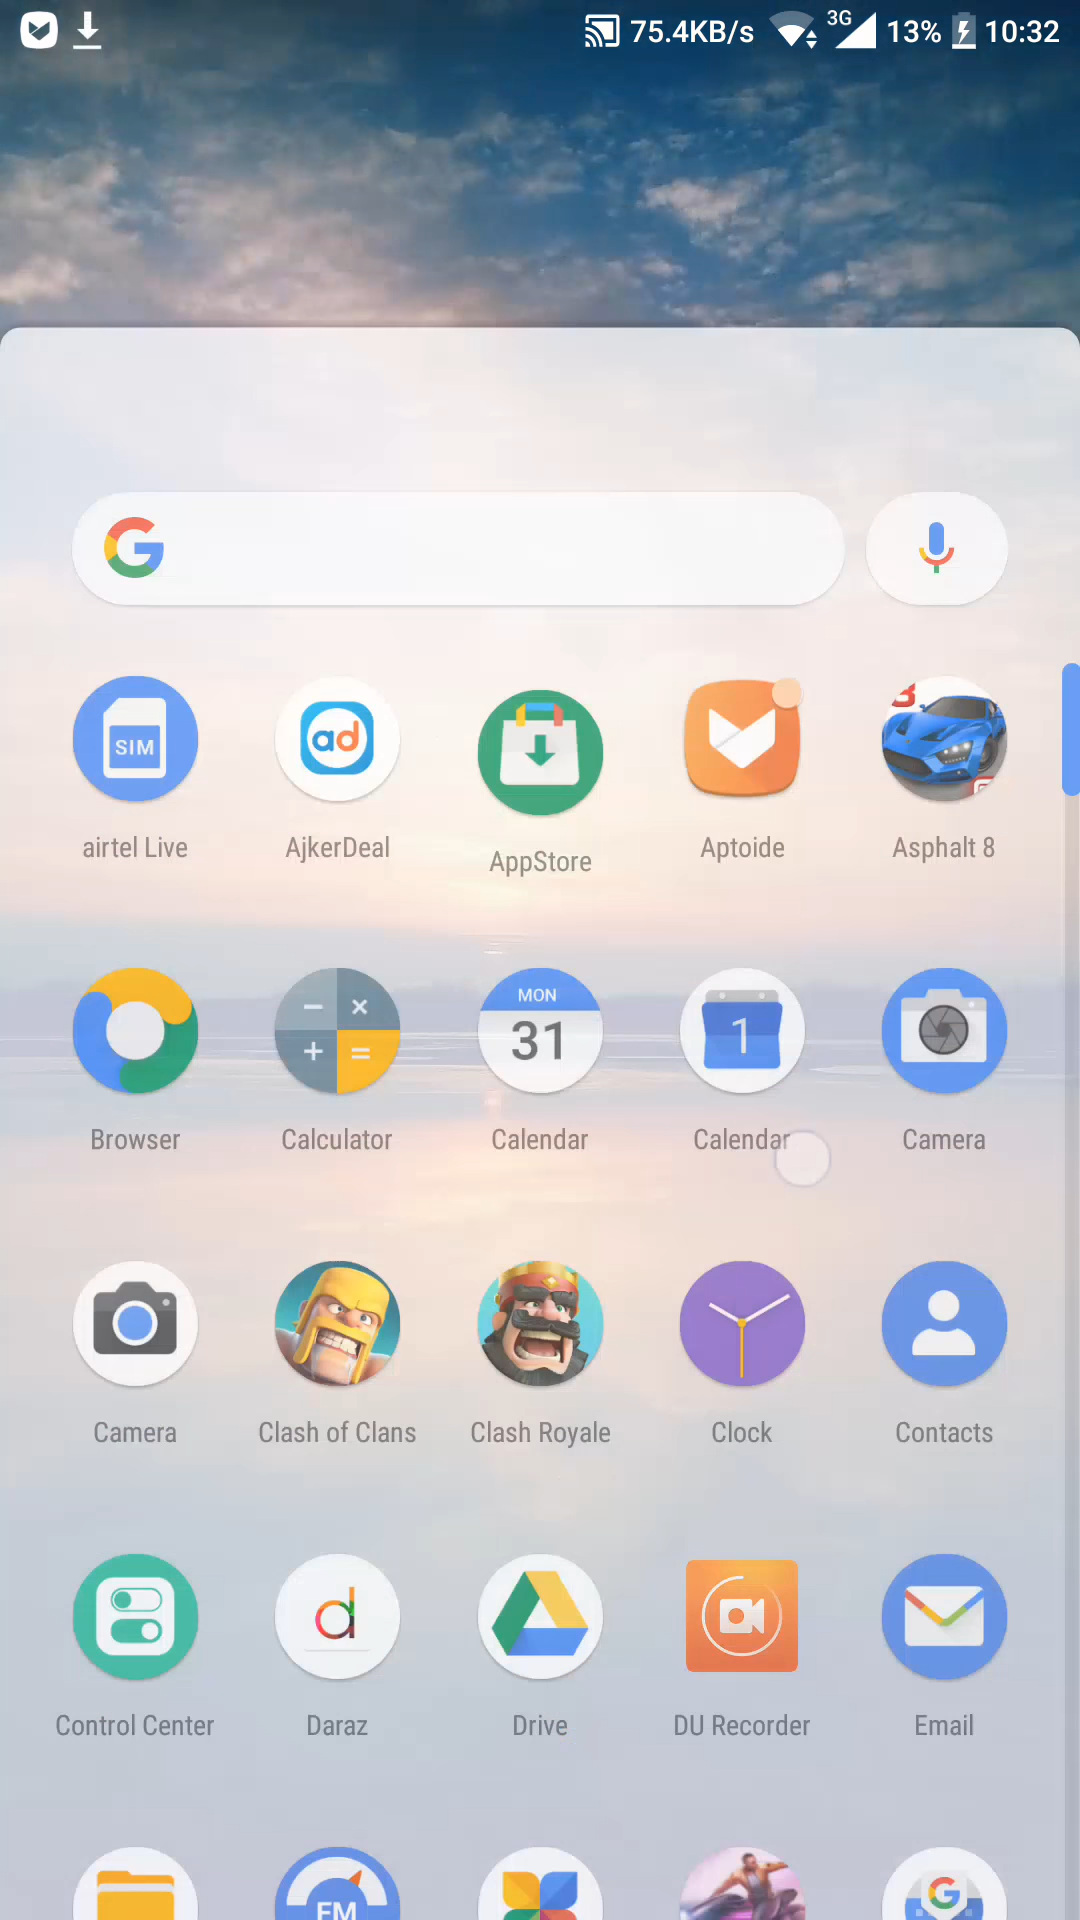 75.4KB/s 3G 13% 10:32
SIM
ad
airtel Live AjkerDeal AppStore Aptoide Asphalt 8
MON
31
1
Browser Calculator Calendar Calendar Camera
Camera Clash of Clans Clash Royale Clock Contacts
d
Control Center Daraz Drive DU Recorder Email
FM
G